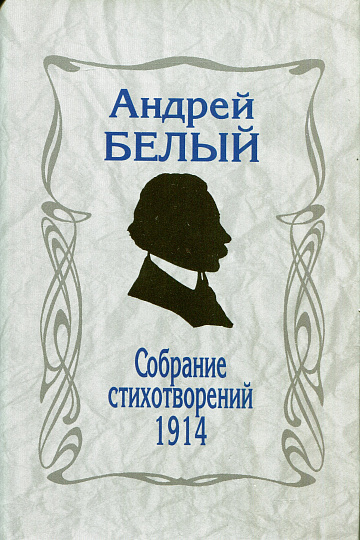 Андрей
БЕЛЫЙ
Собрание
стихотворений
1914